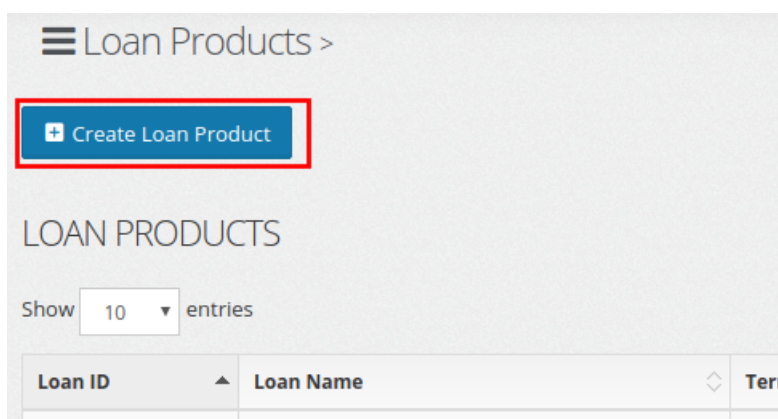 Loan Products >
Create Loan Product
LOAN PRODUCTS
Show 10 entries
Loan ID Loan Name